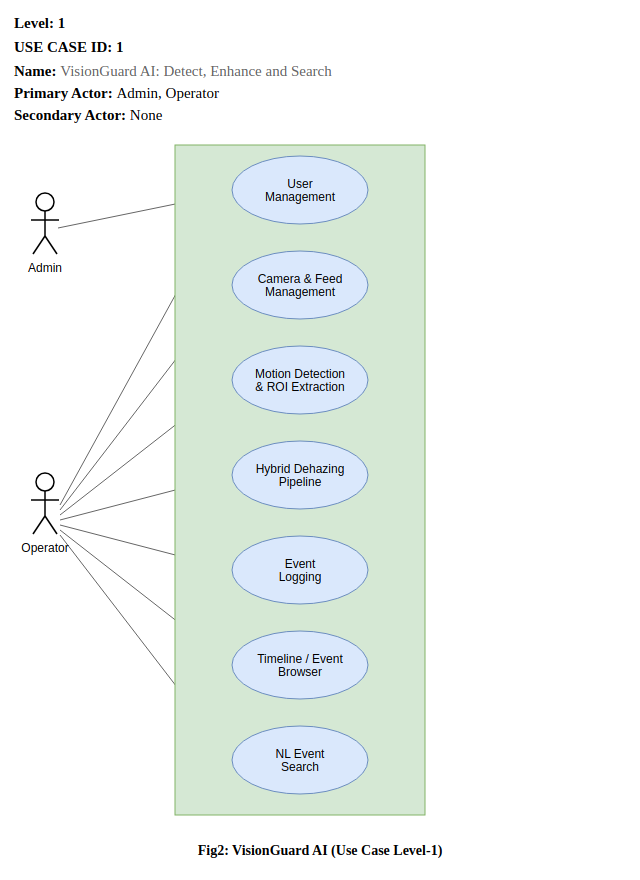 Level: 1
USE CASE ID: 1
Name: VisionGuard AI: Detect, Enhance and Search
Primary Actor: Admin, Operator
Secondary Actor: None
User
Management
Admin
Camera & Feed
Management
Motion Detection
& ROI Extraction
Hybrid Dehazing
Pipeline
Operator
Event
Logging
Timeline / Event
Browser
NL Event
Search
Fig2: VisionGuard AI (Use Case Level-1)